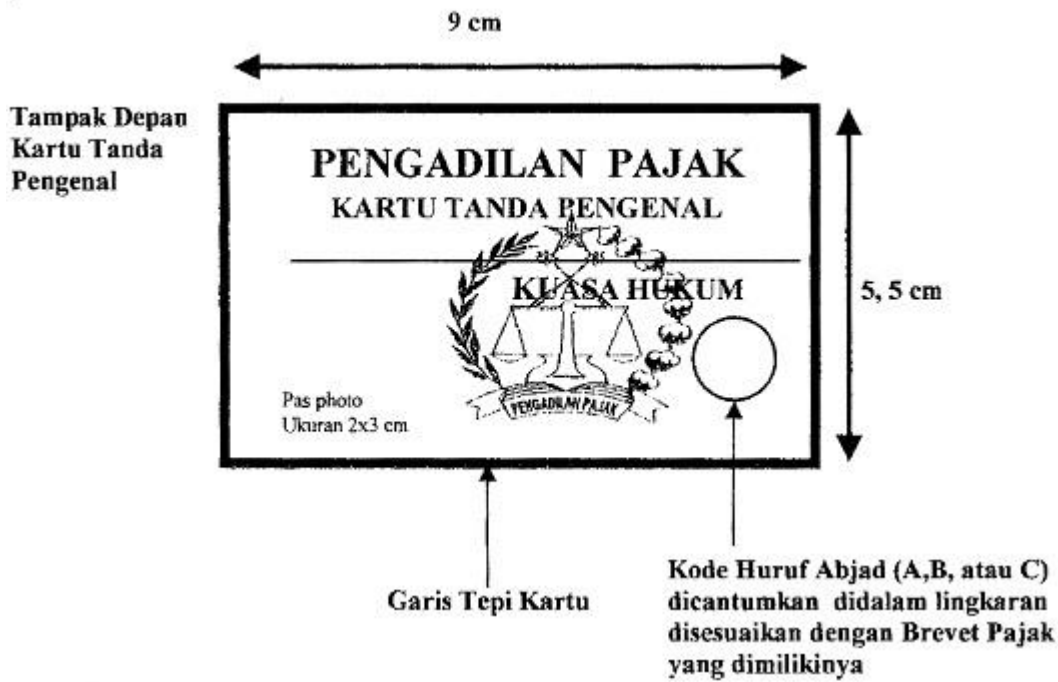 9 cm
Tampak Depan
Kartu Tanda
Pengenal
PENGADILAN PAJAK
KARTU TANDA PENGENAL
KUASA HUKUM
5, 5 cm
Pas photo
Ukuran 2x3 cm
PENGADILAN PAJAK
Garis Tepi Kartu
Kode Huruf Abjad (A,B, atau C)
dicantumkan didalam lingkaran
disesuaikan dengan Brevet Pajak
yang dimilikinya